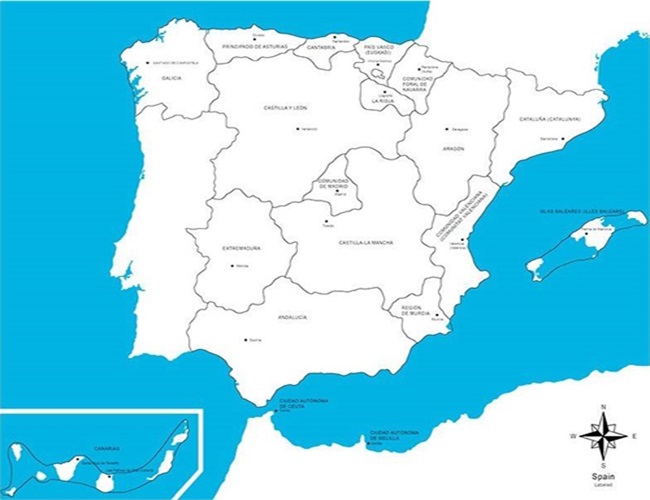 Oviedo
PRINCIPADO DE ASTURIAS
Santander
CANTABRIA
PAÍS VASCO
(EUSKADI)
SANTIAGO DE COMPOSTELA
GALICIA
Pamplona
COMUNIDAD
FORAL DE
NAVARRA
Logroño
LA RIOJA
CASTILLA Y LEÓN
Valladolid
Zaragoza
ARAGÓN
CATALUÑA (CATALUNYA)
Barcelona
COMUNIDAD
DE MADRID
Madrid
COMUNIDAD VALENCIANA
(COMUNITAT VALENCIANA)
ISLAS BALEARES (ILLES BALEARS)
Palma de Mallorca
Toledo
CASTILLA-LA MANCHA
Valencia
EXTREMADURA
Mérida
REGIÓN
DE MURCIA
Murcia
ANDALUCÍA
Sevilla
CIUDAD AUTÓNOMA
DE CEUTA
Ceuta
CIUDAD AUTÓNOMA
DE MELILLA
Melilla
CANARIAS
Santa Cruz de Tenerife
Las Palmas de Gran Canaria
N
W
E
S
Spain
Labeled